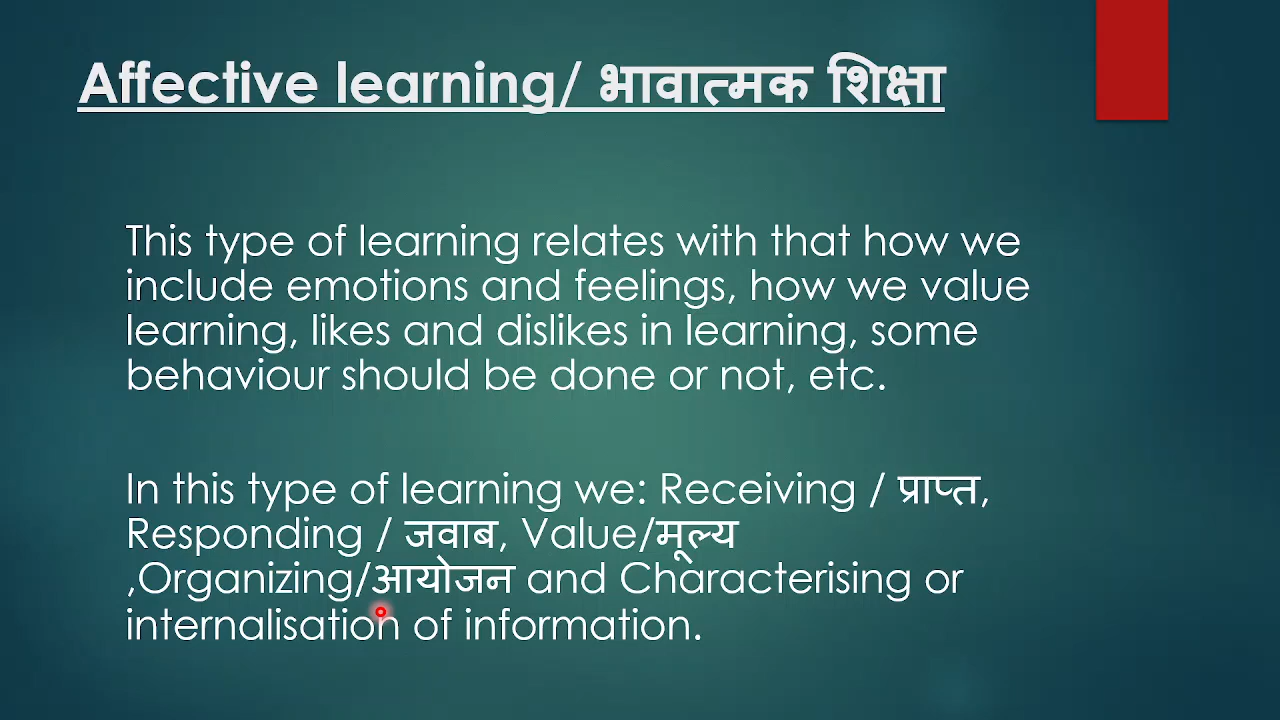 Affective learning/ भावात्मक शिक्षा
This type of learning relates with that how we
include emotions and feelings, how we value
learning, likes and dislikes in learning, some
behaviour should be done or not, etc.
In this type of learning we: Receiving / प्राप्त,
Responding / जवाब, Value/मूल्य
,Organizing/आयोजन and Characterising or
internalisation of information.